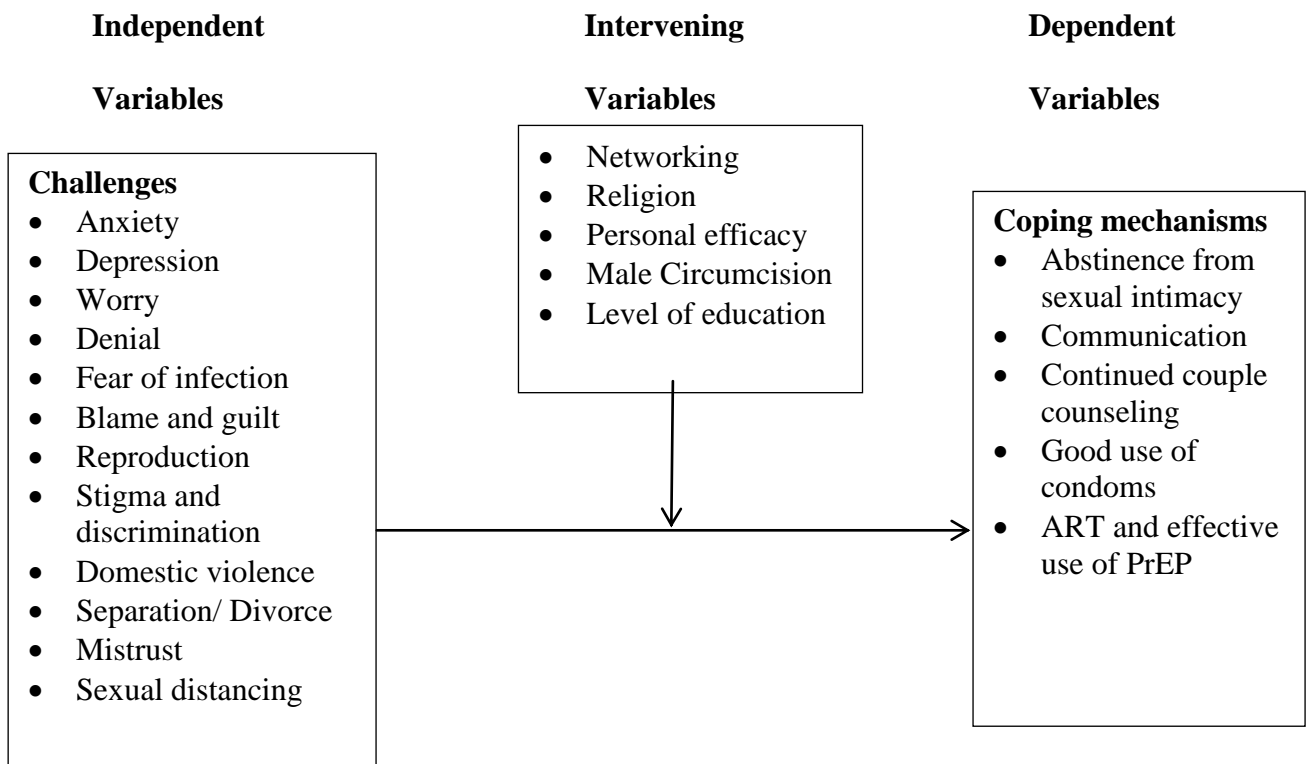 Independent
Variables
Intervening
Variables
Dependent
Variables
Challenges
• Anxiety
• Depression
• Worry
• Denial
• Fear of infection
• Blame and guilt
• Reproduction
• Stigma and
discrimination
• Domestic violence
• Separation/ Divorce
• Mistrust
• Sexual distancing
• Networking
• Religion
• Personal efficacy
• Male Circumcision
• Level of education
Coping mechanisms
• Abstinence from
sexual intimacy
• Communication
• Continued couple
counseling
• Good use of
condoms
• ART and effective
use of PrEP